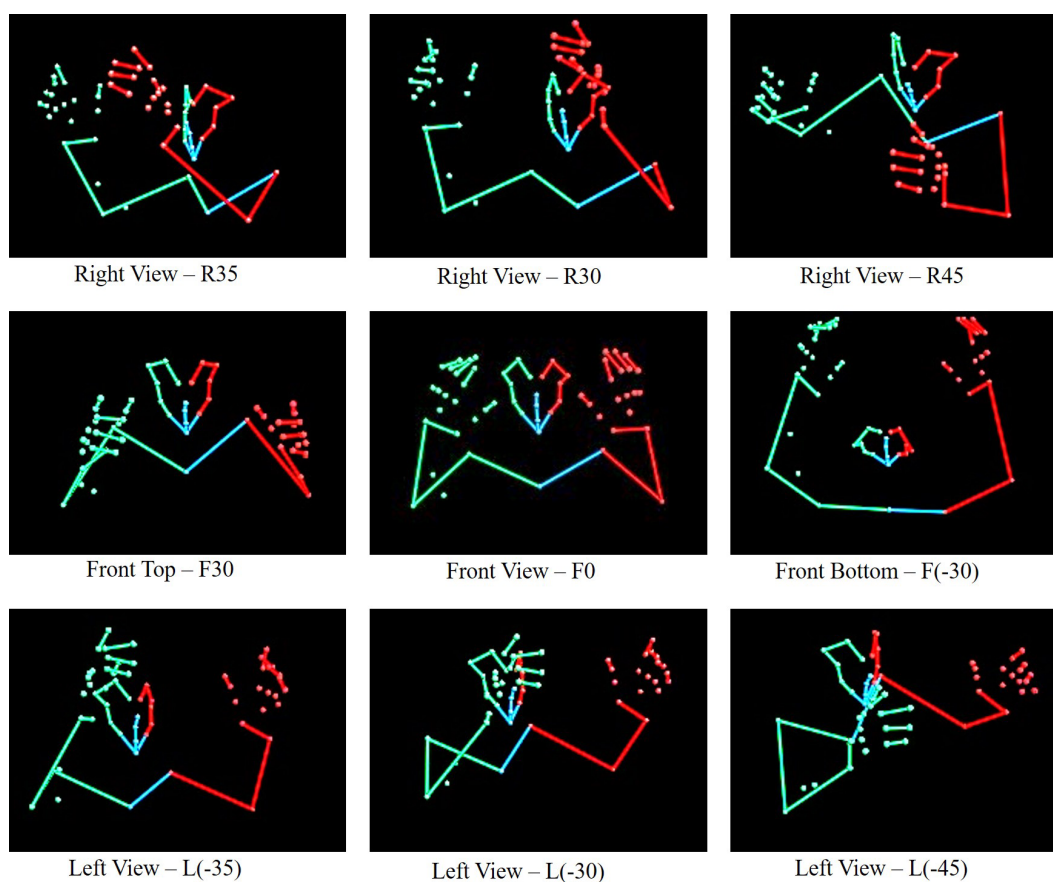 Right View – R35
Right View – R30
Right View – R45
Front Top – F30
Front View – F0
Front Bottom – F(-30)
Left View – L(-35)
Left View – L(-30)
Left View – L(-45)